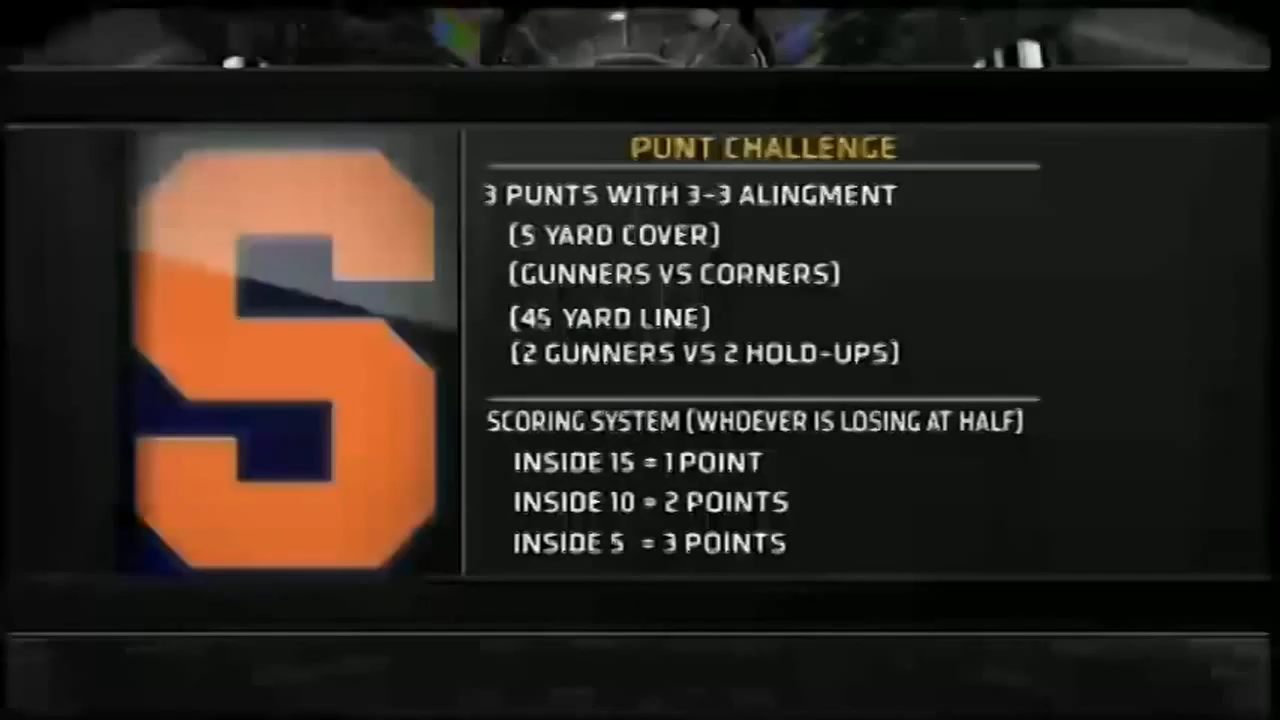 S
PUNT CHALLENGE
3 PUNTS WITH 3-3 ALINGMENT
(5 YARD COVER)
(GUNNERS VS CORNERS)
(45 YARD LINE)
(2 GUNNERS VS 2 HOLD-UPS)
SCORING SYSTEM (WHOEVER IS LOSING AT HALF)
INSIDE 15 = 1 POINT
INSIDE 10 = 2 POINTS
INSIDE 5 = 3 POINTS